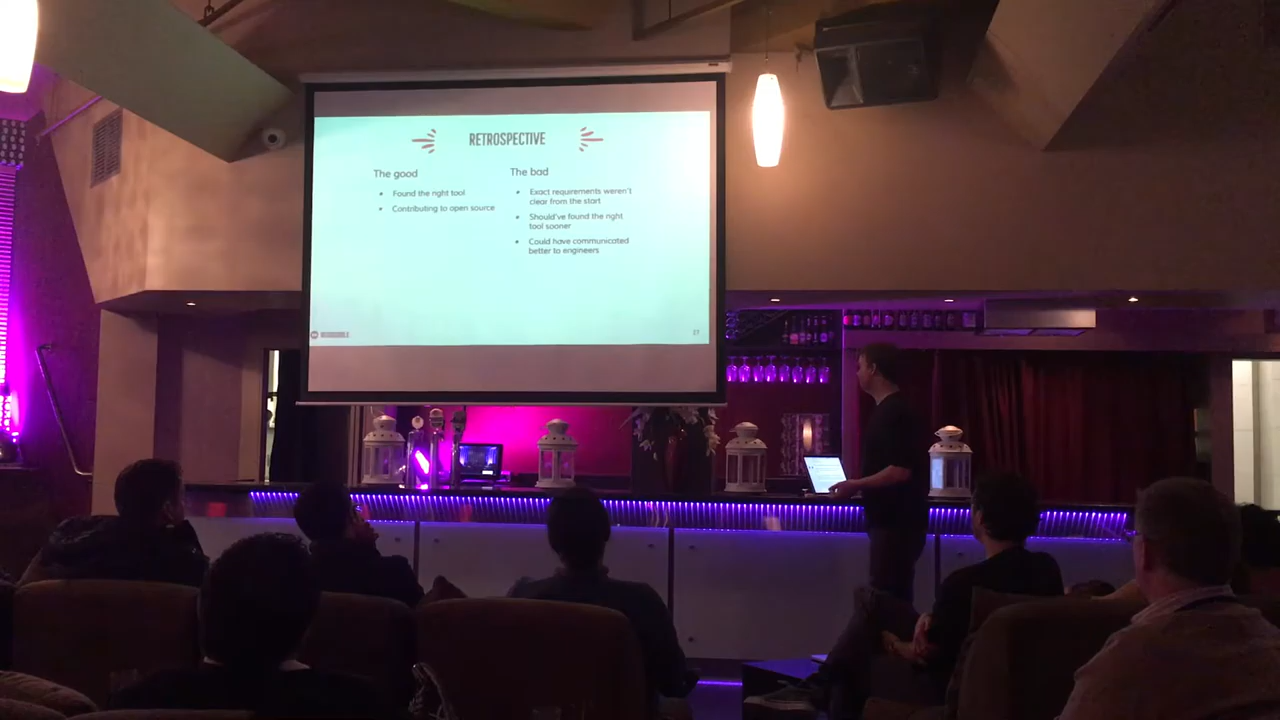 RETROSPECTIVE
The good
Found the right tool
Contributing to open source
The bad
Exact requirements weren't
clear from the start
Should've found the right
tool sooner
Could have communicated
better to engineers
27